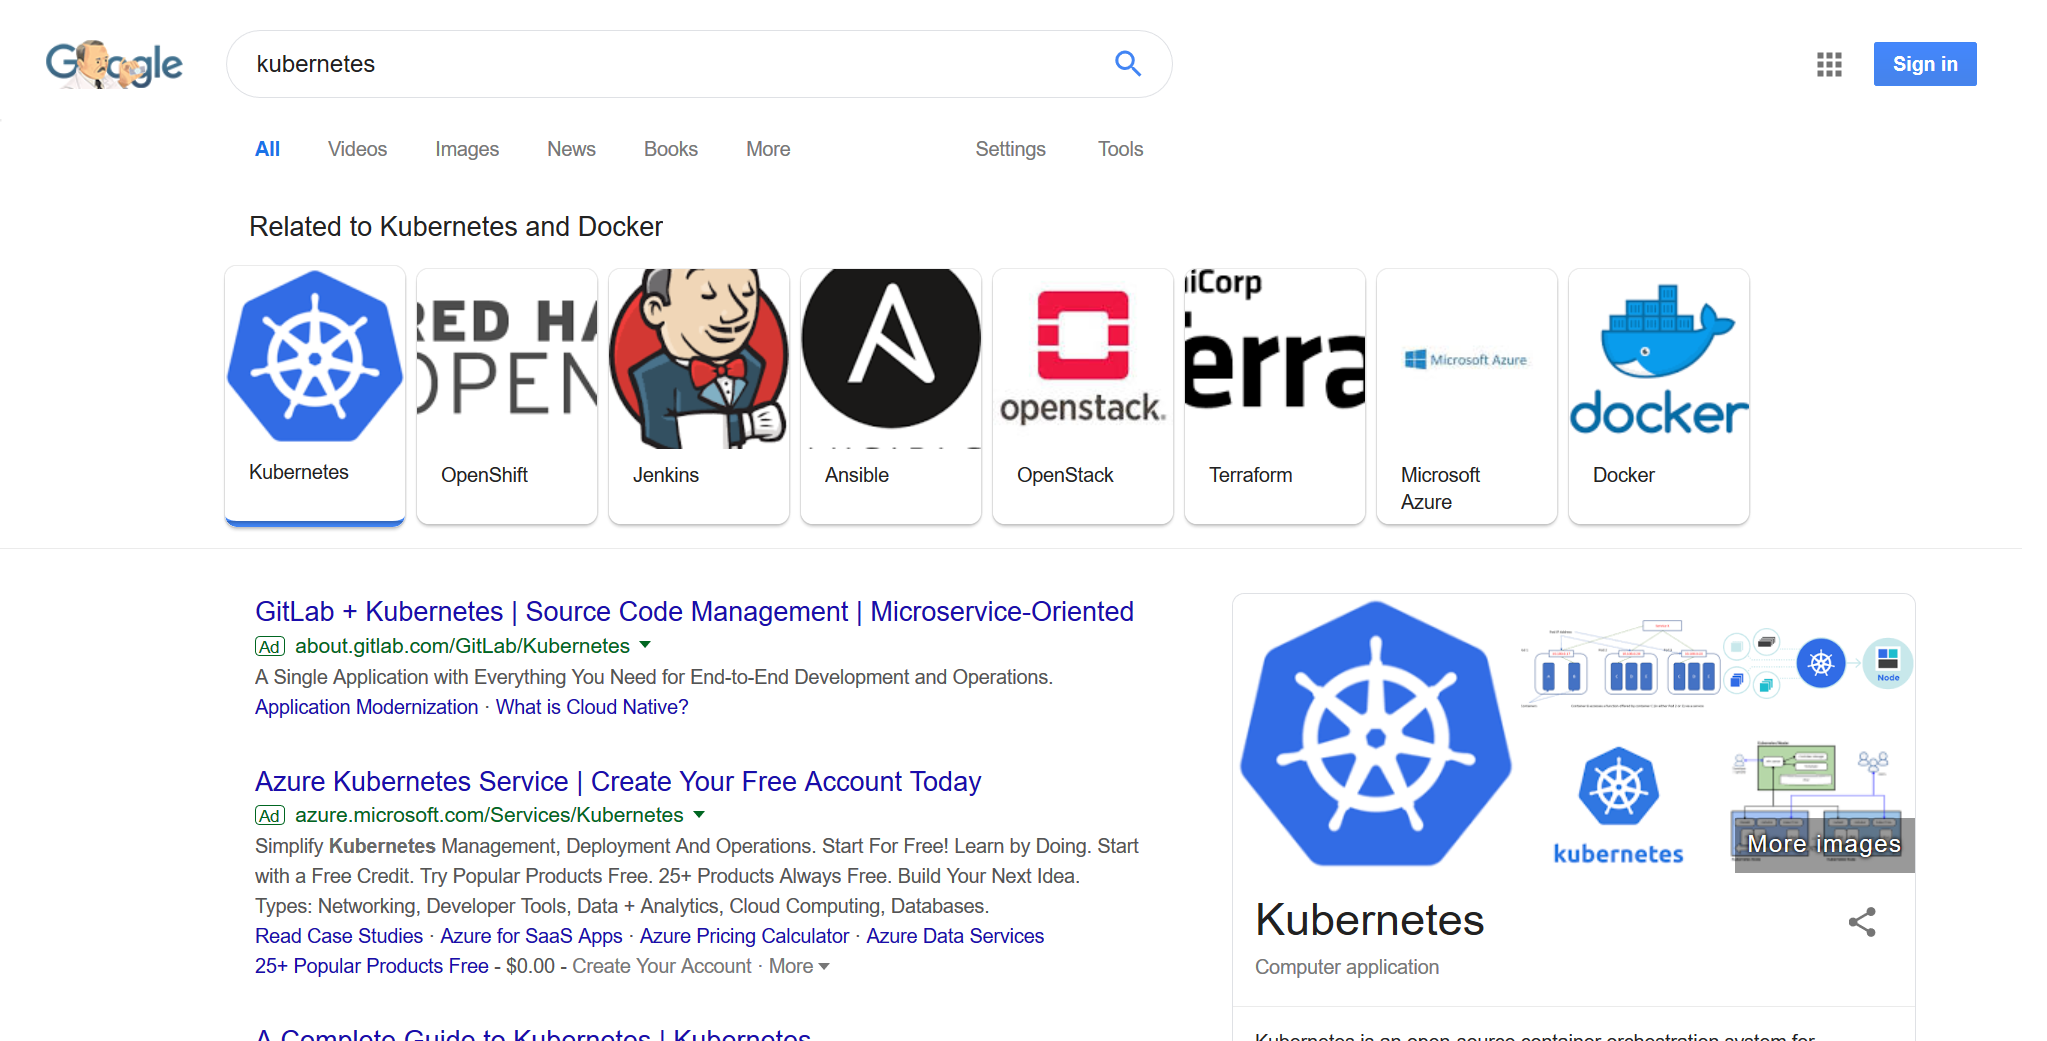 Google
kubernetes
Sign in
All Videos Images News Books More Settings Tools
Related to Kubernetes and Docker
RED HA
OPEN
openstack.
iCorp
erra
Microsoft Azure
docker
Kubernetes
OpenShift
Jenkins
Ansible
OpenStack
Terraform
Microsoft
Azure
Docker
GitLab + Kubernetes | Source Code Management | Microservice-Oriented
Ad about.gitlab.com/GitLab/Kubernetes
A Single Application with Everything You Need for End-to-End Development and Operations.
Application Modernization · What is Cloud Native?
Azure Kubernetes Service | Create Your Free Account Today
Ad azure.microsoft.com/Services/Kubernetes
Simplify Kubernetes Management, Deployment And Operations. Start For Free! Learn by Doing. Start
with a Free Credit. Try Popular Products Free. 25+ Products Always Free. Build Your Next Idea.
Types: Networking, Developer Tools, Data + Analytics, Cloud Computing, Databases.
Read Case Studies · Azure for SaaS Apps · Azure Pricing Calculator · Azure Data Services
25+ Popular Products Free - $0.00 - Create Your Account · More
A Complete Guide to Kubernetes | Kubernetes
Node
kubernetes
More images
Kubernetes
Computer application
Kubernetes is an open-source container orchestration system for